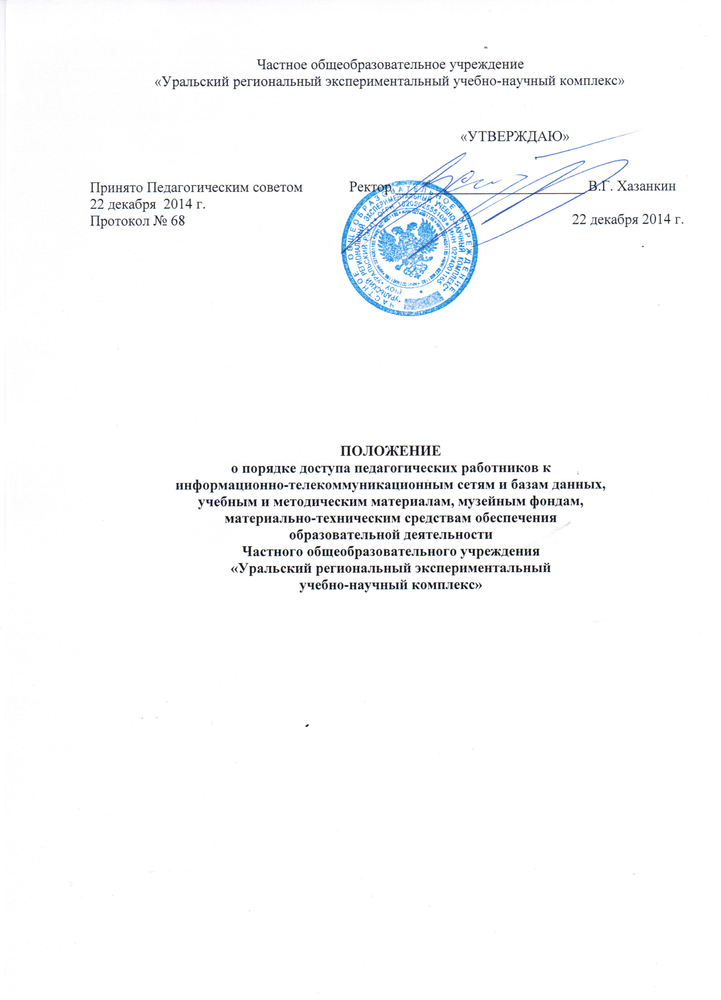 Частное общеобразовательное учреждение
«Уральский региональный экспериментальный учебно-научный комплекс»
«УТВЕРЖДАЮ»
Принято Педагогическим советом
22 декабря 2014 г.
Протокол № 68
Ректор __________________________ В.Г. Хазанкин
22 декабря 2014 г.
ЧАСТНОЕ ОБЩЕОБРАЗОВАТЕЛЬНОЕ УЧРЕЖДЕНИЕ
"УРАЛЬСКИЙ РЕГИОНАЛЬНЫЙ ЭКСПЕРИМЕНТАЛЬНЫЙ УЧЕБНО-НАУЧНЫЙ КОМПЛЕКС"
(ЧОУ "УРАЛЬСКИЙ РЭК") * ОГРН 1020202555108 * ИНН 0274001165
ПОЛОЖЕНИЕ
о порядке доступа педагогических работников к
информационно-телекоммуникационным сетям и базам данных,
учебным и методическим материалам, музейным фондам,
материально-техническим средствам обеспечения
образовательной деятельности
Частного общеобразовательного учреждения
«Уральский региональный экспериментальный
учебно-научный комплекс»